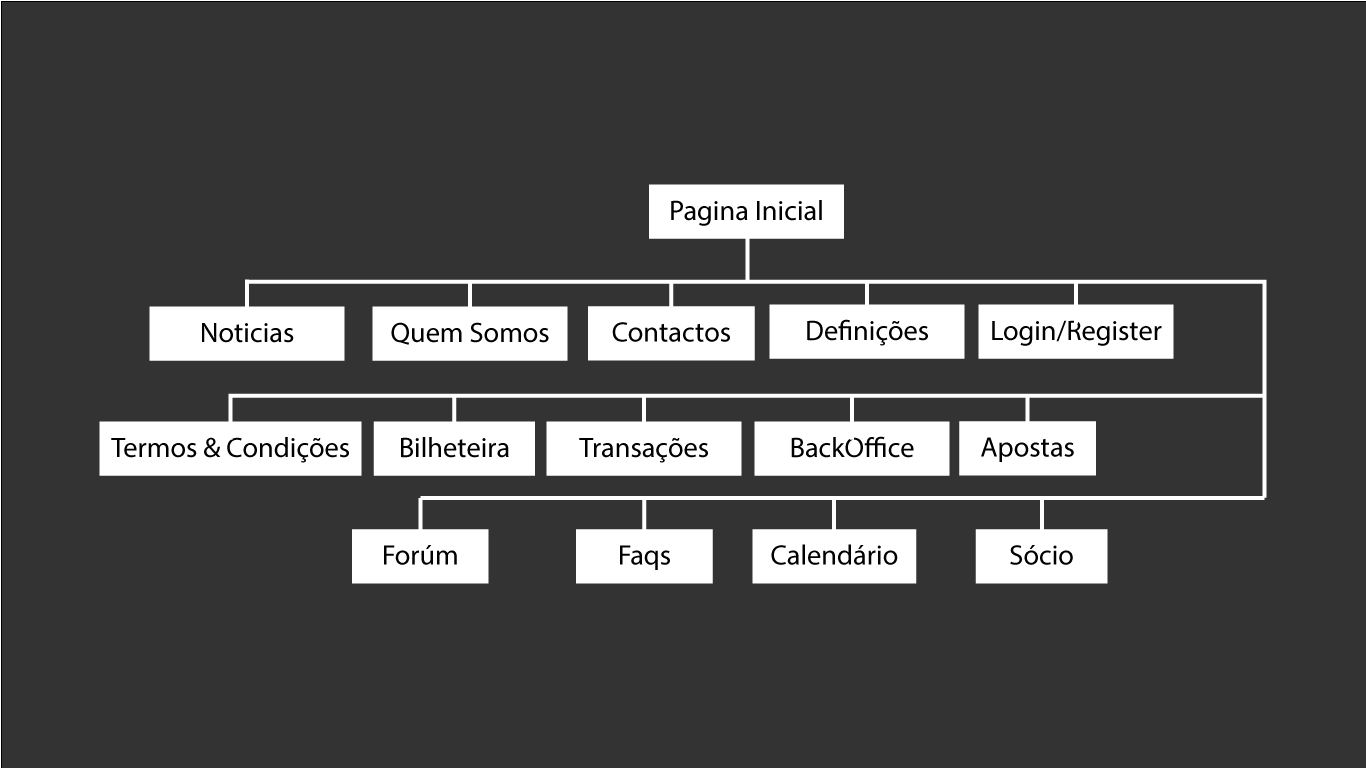 Pagina Inicial
Noticias
Quem Somos
Contactos
Definições
Login/Register
Termos & Condições
Bilheteira
Transações
BackOffice
Apostas
Forúm
Faqs
Calendário
Sócio